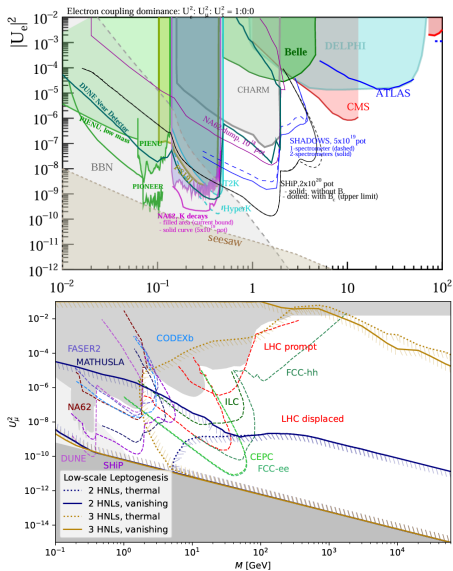 Electron coupling dominance: U²ₑ: U²μ: U²τ = 1:0:0
|Uₑ|²
10⁻²
10⁻³
10⁻⁴
10⁻⁵
10⁻⁶
10⁻⁷
10⁻⁸
10⁻⁹
10⁻¹⁰
10⁻¹¹
10⁻¹²
Belle
DELPHI
ATLAS
CMS
CHARM
DUNE Near Detector
PIENU, low mass
PIENU
BBN
PIONEER
NA62 dump, 10¹⁸ pot
SHADOWS, 5x10¹⁹ pot
1-spectrometer (dashed)
2-spectrometers (solid)
SHiP, 2x10²⁰ pot
- solid: without B
- dotted: with B (upper limit)
T2K
HyperK
NA62, K decays
- filled area (current bound)
- solid curve (5x10¹⁹ pot)
seesaw
10⁻²
10⁻¹
1
10
10²
U²μ
10⁻²
10⁻⁴
10⁻⁶
10⁻⁸
10⁻¹⁰
10⁻¹²
10⁻¹⁴
CODEXb
FASER2
MATHUSLA
LHC prompt
FCC-hh
NA62
ILC
LHC displaced
DUNE
SHiP
CEPC
FCC-ee
Low-scale Leptogenesis
2 HNLs, thermal
2 HNLs, vanishing
3 HNLs, thermal
3 HNLs, vanishing
10⁻¹
10⁰
10¹
10²
10³
10⁴
M [GeV]